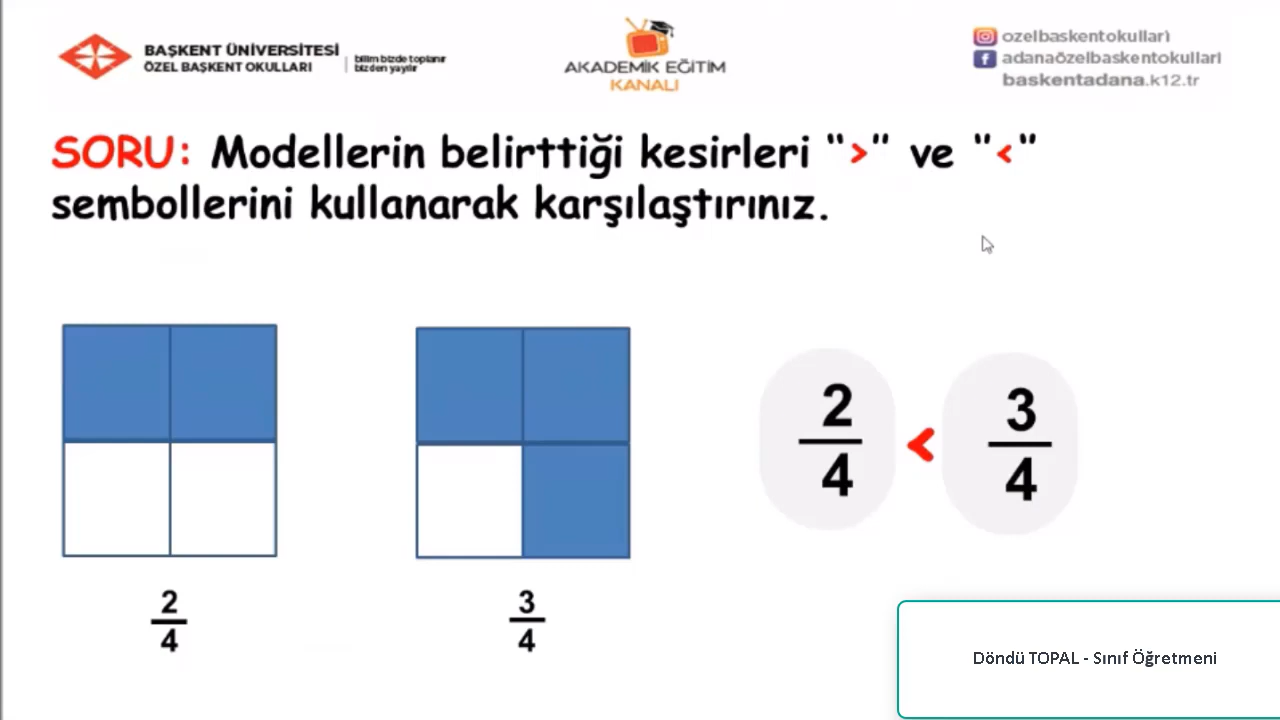 BAŞKENT ÜNİVERSİTESİ
ÖZEL BAŞKENT OKULLARI
bilim bizde toplanır
bizden yayılır
AKADEMİK EĞİTİM
KANALI
ozelbaskentokulları
adanaözelbaskentokulları
baskentadana.k12.tr
SORU: Modellerin belirttiği kesirleri “>” ve “<”
sembollerini kullanarak karşılaştırınız.
2
4
3
4
2
4
<
3
4
Döndü TOPAL - Sınıf Öğretmeni